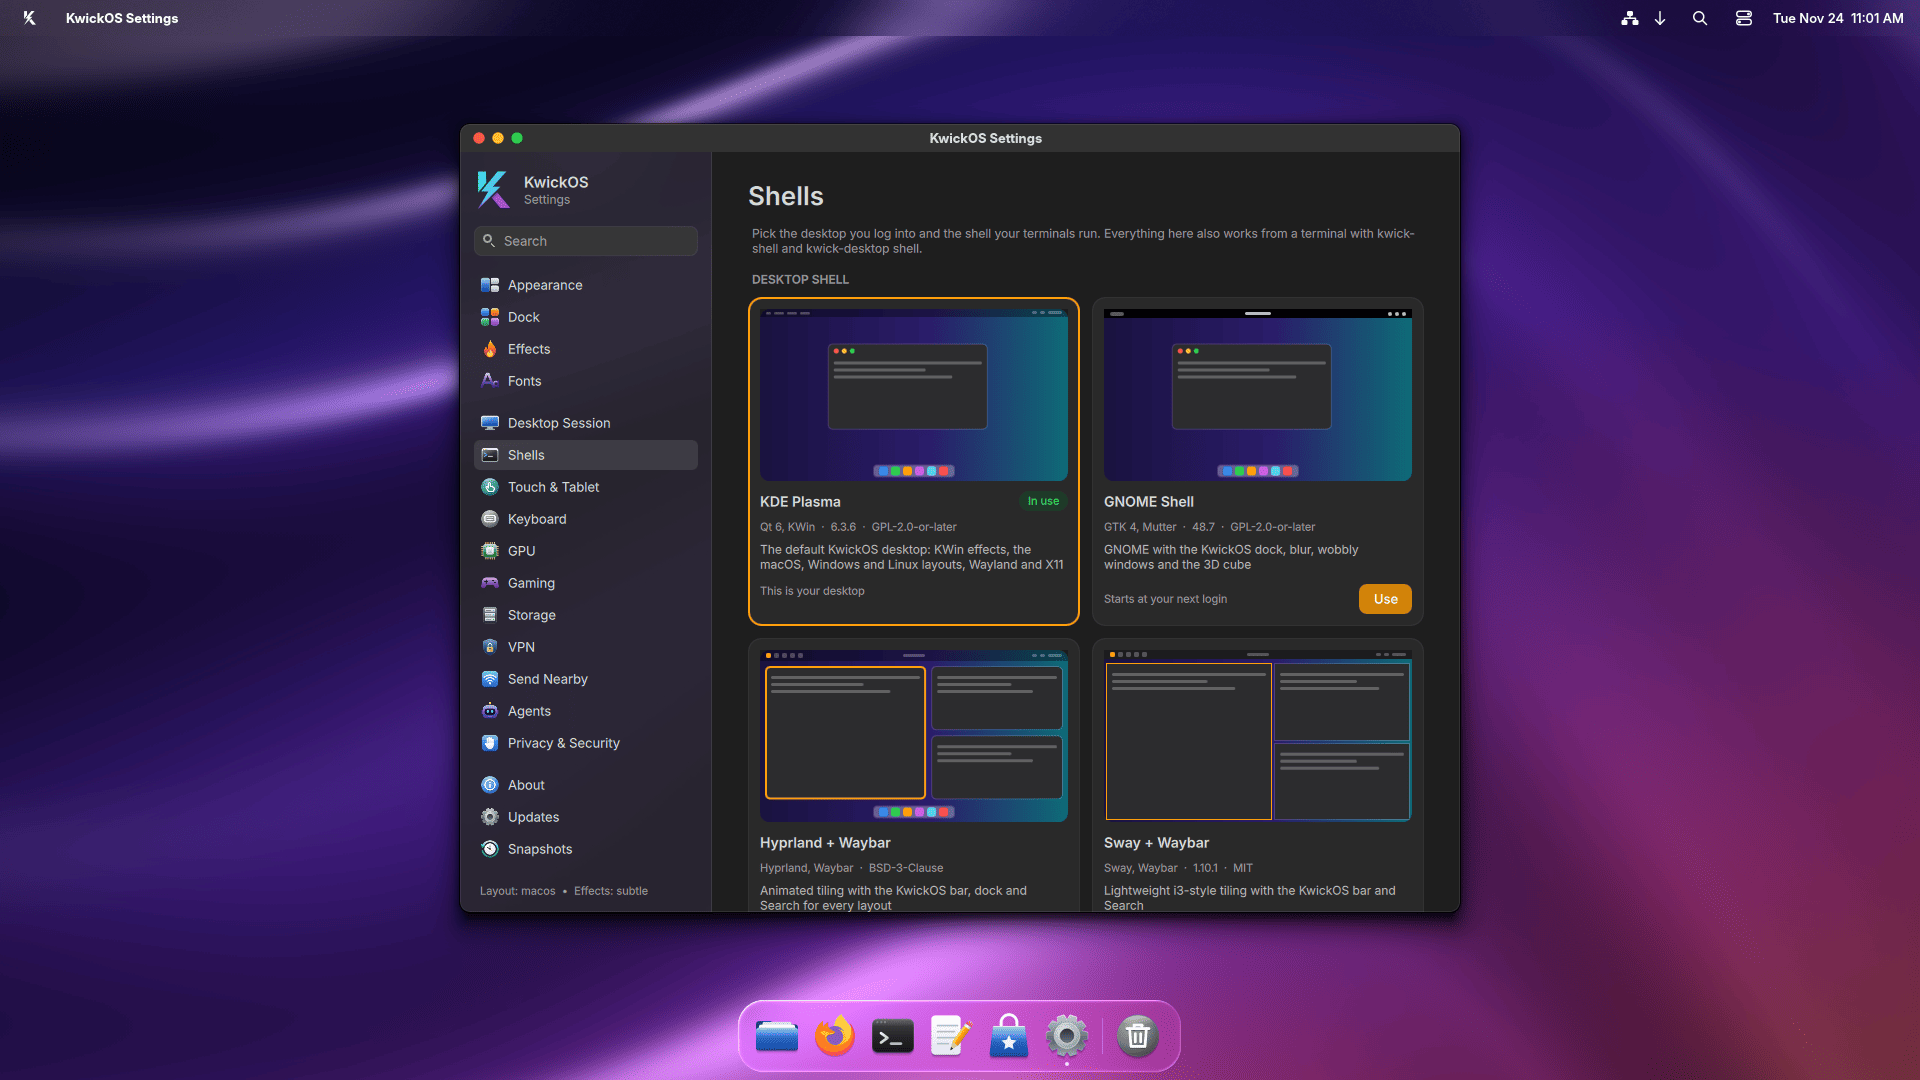 KwickOS Settings
Tue Nov 24 11:01 AM
KwickOS Settings
KwickOS
Settings
Search
Appearance
Dock
Effects
Fonts
Desktop Session
Shells
Touch & Tablet
Keyboard
GPU
Gaming
Storage
VPN
Send Nearby
Agents
Privacy & Security
About
Updates
Snapshots
Layout: macos • Effects: subtle
Shells
Pick the desktop you log into and the shell your terminals run. Everything here also works from a terminal with kwick-
shell and kwick-desktop shell.
DESKTOP SHELL
KDE Plasma
In use
Qt 6, KWin · 6.3.6 · GPL-2.0-or-later
The default KwickOS desktop: KWin effects, the
macOS, Windows and Linux layouts, Wayland and X11
This is your desktop
GNOME Shell
GTK 4, Mutter · 48.7 · GPL-2.0-or-later
GNOME with the KwickOS dock, blur, wobbly
windows and the 3D cube
Starts at your next login
Use
Hyprland + Waybar
Hyprland, Waybar · BSD-3-Clause
Animated tiling with the KwickOS bar, dock and
Search for every layout
Sway + Waybar
Sway, Waybar · 1.10.1 · MIT
Lightweight i3-style tiling with the KwickOS bar and
Search